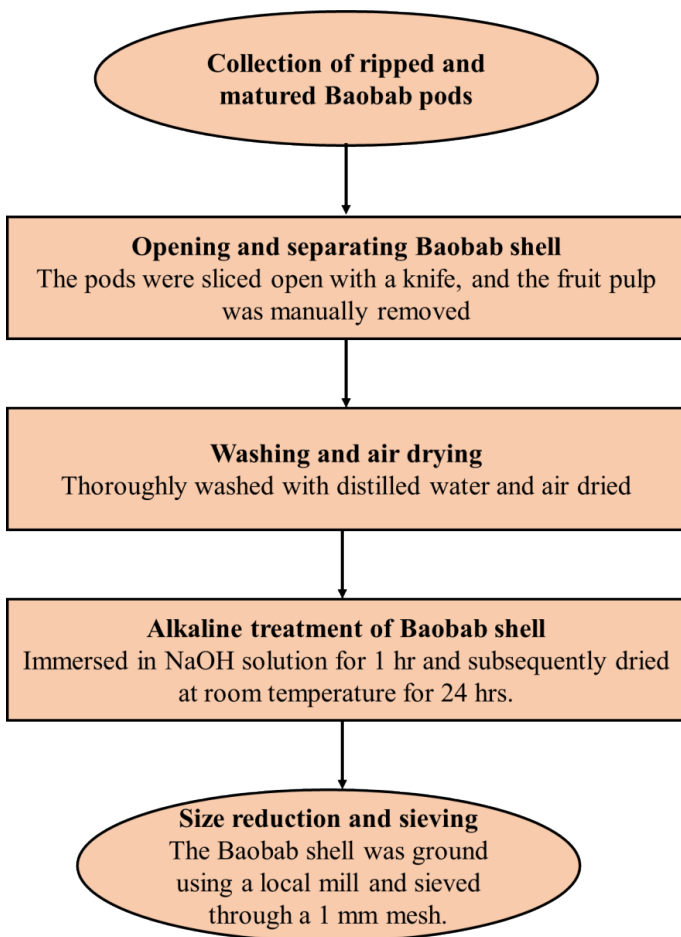 Collection of ripped and
matured Baobab pods
Opening and separating Baobab shell
The pods were sliced open with a knife, and the fruit pulp
was manually removed
Washing and air drying
Thoroughly washed with distilled water and air dried
Alkaline treatment of Baobab shell
Immersed in NaOH solution for 1 hr and subsequently dried
at room temperature for 24 hrs.
Size reduction and sieving
The Baobab shell was ground
using a local mill and sieved
through a 1 mm mesh.